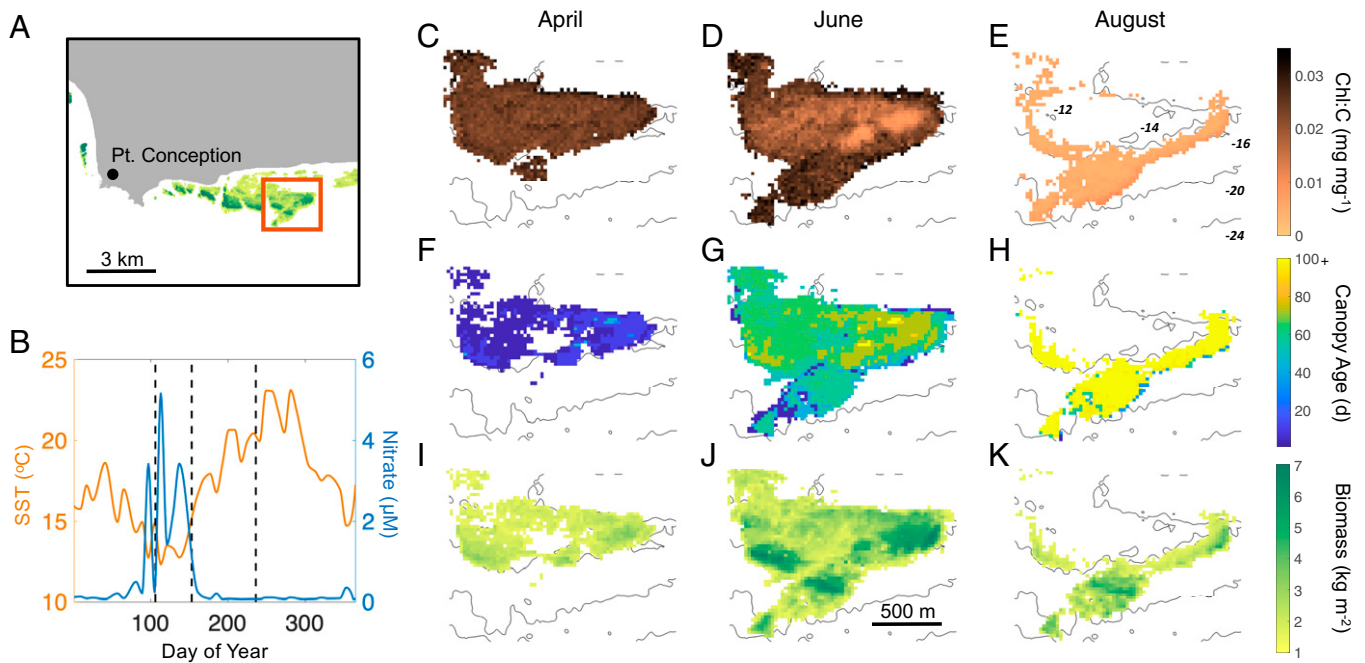 A
Pt. Conception
3 km
B
25
20
15
10
SST (ºC)
6
4
2
0
Nitrate (µM)
100
200
300
Day of Year
April
June
August
C
D
E
-12
-14
-16
-20
-24
0.03
0.02
0.01
0
Chl:C (mg mg⁻¹)
F
G
H
100+
80
60
40
20
Canopy Age (d)
I
J
K
500 m
7
6
5
4
3
2
1
Biomass (kg m⁻²)